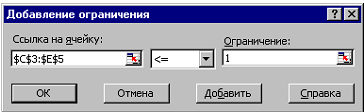 Добавление ограничения
Ссылка на ячейку: Ограничение:
$C$3:$E$5 <= 1
OK Отмена Добавить Справка